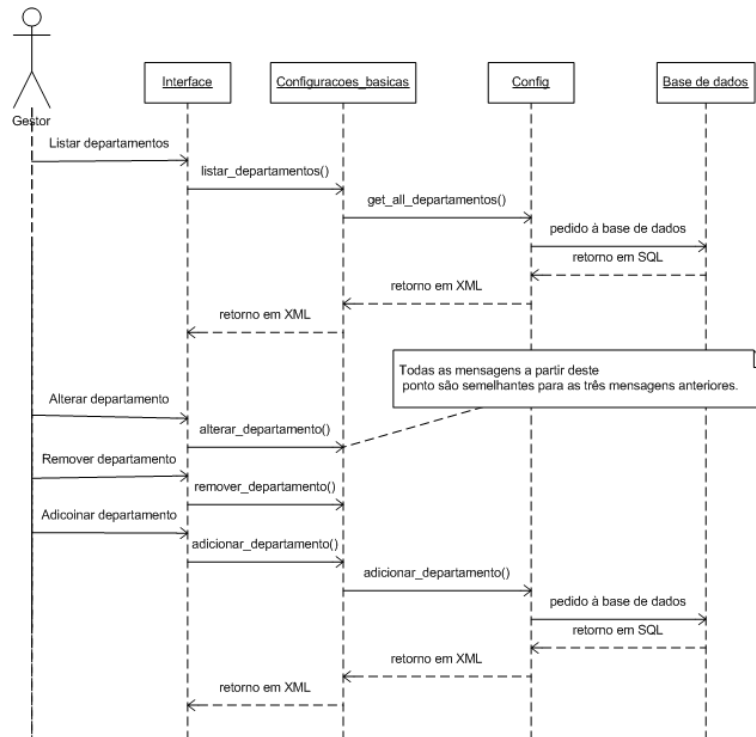 Gestor
Interface
Configuracoes_basicas
Config
Base de dados
Listar departamentos
listar_departamentos()
get_all_departamentos()
pedido à base de dados
retorno em SQL
retorno em XML
retorno em XML
Todas as mensagens a partir deste
ponto são semelhantes para as três mensagens anteriores.
Alterar departamento
alterar_departamento()
Remover departamento
remover_departamento()
Adicoinar departamento
adicionar_departamento()
adicionar_departamento()
pedido à base de dados
retorno em SQL
retorno em XML
retorno em XML